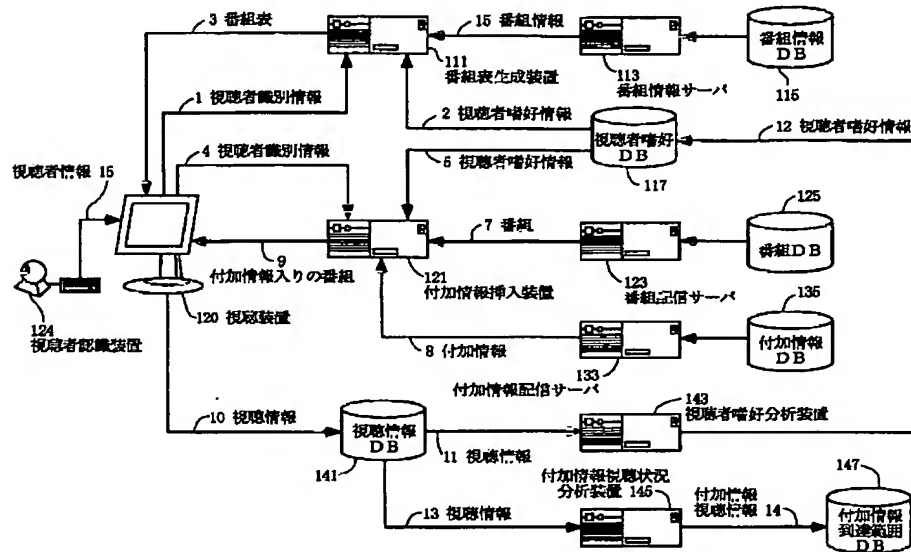 3 番組表
15 番組情報
番組情報
DB
111
番組表生成装置
113
番組情報サーバ
115
1 視聴者識別情報
2 視聴者嗜好情報
12 視聴者嗜好情報
視聴者嗜好
DB
4 視聴者識別情報
6 視聴者嗜好情報
117
視聴者情報 16
125
7 番組
番組DB
9
付加情報入りの番組
121
付加情報挿入装置
123
番組配信サーバ
135
120 視聴装置
124
視聴者認識装置
8 付加情報
付加情報
DB
133
付加情報配信サーバ
10 視聴情報
143
視聴者嗜好分析装置
視聴情報
DB
141
11 視聴情報
付加情報視聴状況
分析装置 145
147
付加情報
視聴情報 14
13 視聴情報
付加情報
到達範囲
DB